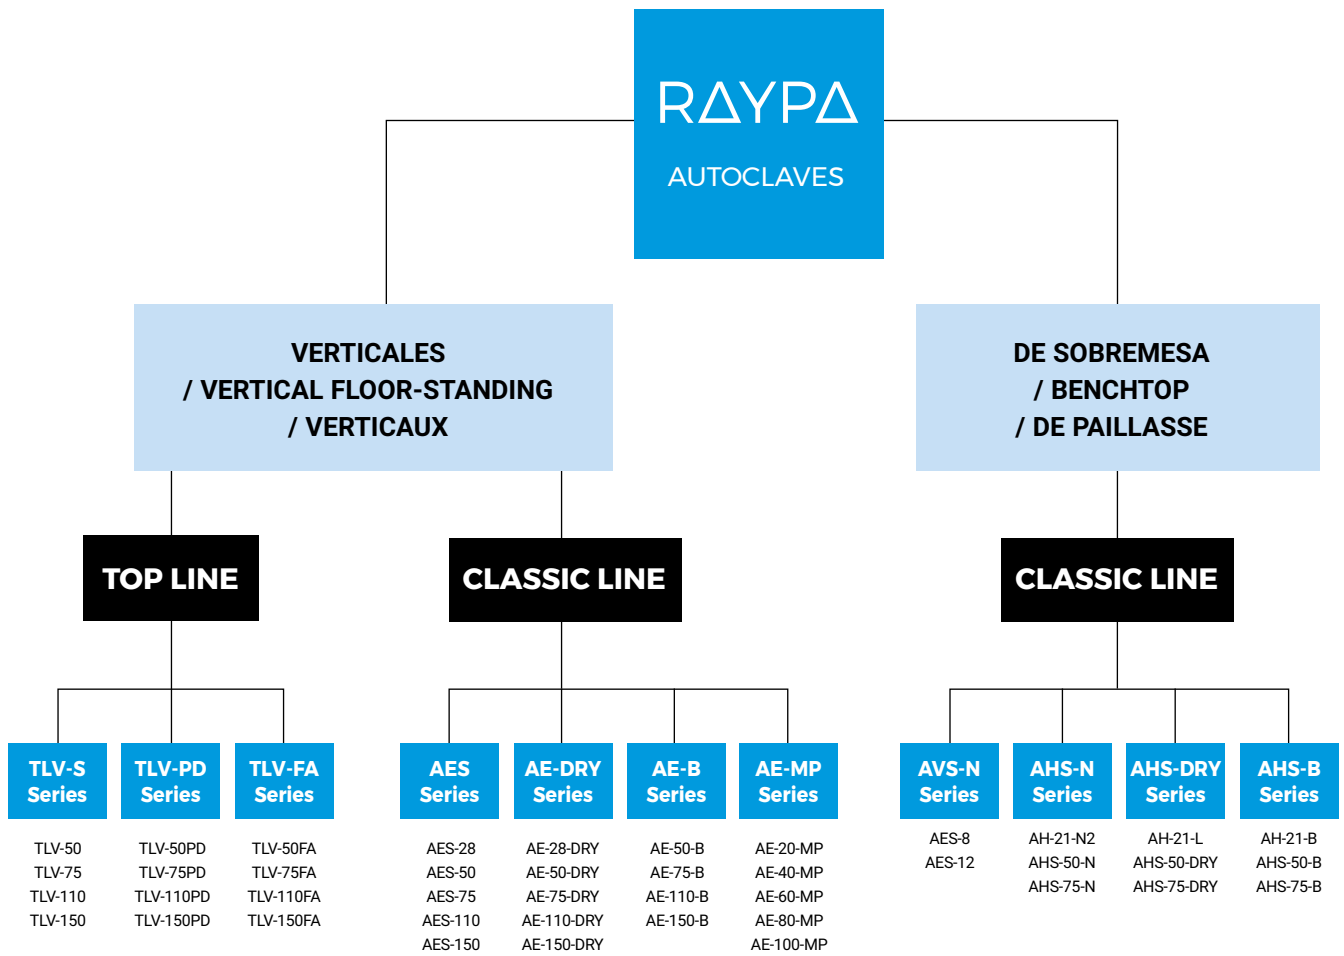 RAYPA
AUTOCLAVES
VERTICALES
/ VERTICAL FLOOR-STANDING
/ VERTICAUX
DE SOBREMESA
/ BENCHTOP
/ DE PAILLASSE
TOP LINE
CLASSIC LINE
CLASSIC LINE
TLV-S
Series
TLV-50
TLV-75
TLV-110
TLV-150
TLV-PD
Series
TLV-50PD
TLV-75PD
TLV-110PD
TLV-150PD
TLV-FA
Series
TLV-50FA
TLV-75FA
TLV-110FA
TLV-150FA
AES
Series
AES-28
AES-50
AES-75
AES-110
AES-150
AE-DRY
Series
AE-28-DRY
AE-50-DRY
AE-75-DRY
AE-110-DRY
AE-150-DRY
AE-B
Series
AE-50-B
AE-75-B
AE-110-B
AE-150-B
AE-MP
Series
AE-20-MP
AE-40-MP
AE-60-MP
AE-80-MP
AE-100-MP
AVS-N
Series
AES-8
AES-12
AHS-N
Series
AH-21-N2
AHS-50-N
AHS-75-N
AHS-DRY
Series
AH-21-L
AHS-50-DRY
AHS-75-DRY
AHS-B
Series
AH-21-B
AHS-50-B
AHS-75-B